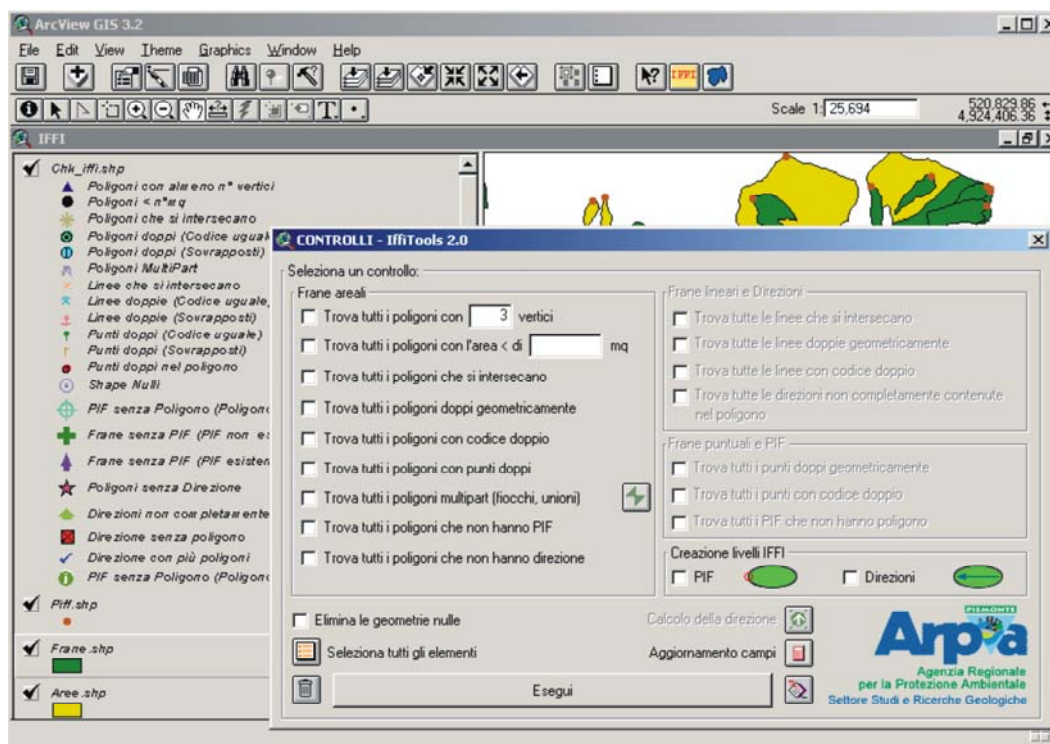 ArcView GIS 3.2
File Edit View Theme Graphics Window Help
IFFI
Scale 1: 25,694
520,829.86
4,924,406.36
IFFI
Chk_iffi.shp
Poligoni con almeno n° vertici
Poligoni < n°mq
Poligoni che si intersecano
Poligoni doppi (Codice uguale
Poligoni doppi (Sovrapposti)
Poligoni MultiPart
Linee che si intersecano
Linee doppie (Codice uguale,
Linee doppie (Sovrapposti)
Punti doppi (Codice uguale)
Punti doppi (Sovrapposti)
Punti doppi nel poligono
Shape Nulli
PIF senza Poligono (Poligono
Frane senza PIF (PIF non es
Frane senza PIF (PIF esisten
Poligoni senza Direzione
Direzioni non completamente
Direzione senza poligono
Direzione con più poligoni
PIF senza Poligono (Poligono
Piff.shp
Frane.shp
Aree.shp
CONTROLLI - IffiTools 2.0
Seleziona un controllo:
Frane areali
Trova tutti i poligoni con 3 vertici
Trova tutti i poligoni con l'area < di mq
Trova tutti i poligoni che si intersecano
Trova tutti i poligoni doppi geometricamente
Trova tutti i poligoni con codice doppio
Trova tutti i poligoni con punti doppi
Trova tutti i poligoni multipart (fiocchi, unioni)
Trova tutti i poligoni che non hanno PIF
Trova tutti i poligoni che non hanno direzione
Frane lineari e Direzioni
Trova tutte le linee che si intersecano
Trova tutte le linee doppie geometricamente
Trova tutte le linee con codice doppio
Trova tutte le direzioni non completamente contenute
nel poligono
Frane puntuali e PIF
Trova tutti i punti doppi geometricamente
Trova tutti i punti con codice doppio
Trova tutti i PIF che non hanno poligono
Creazione livelli IFFI
PIF Direzioni
Elimina le geometrie nulle
Seleziona tutti gli elementi
Esegui
Calcolo della direzione
Aggiornamento campi
PIEMONTE
Arpa
Agenzia Regionale
per la Protezione Ambientale
Settore Studi e Ricerche Geologiche